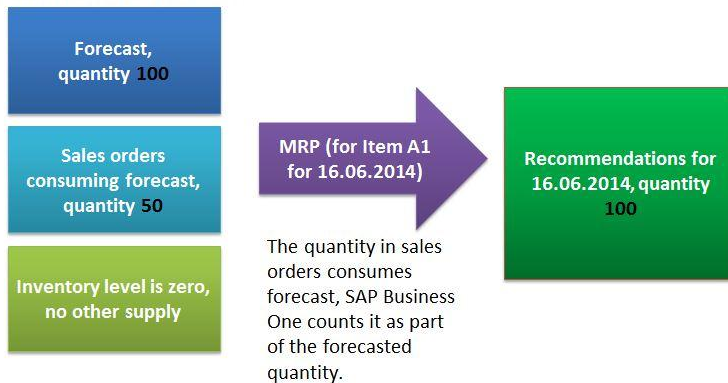 Forecast,
quantity 100
Sales orders
consuming forecast,
quantity 50
Inventory level is zero,
no other supply
MRP (for Item A1
for 16.06.2014)
The quantity in sales
orders consumes
forecast, SAP Business
One counts it as part
of the forecasted
quantity.
Recommendations for
16.06.2014, quantity
100